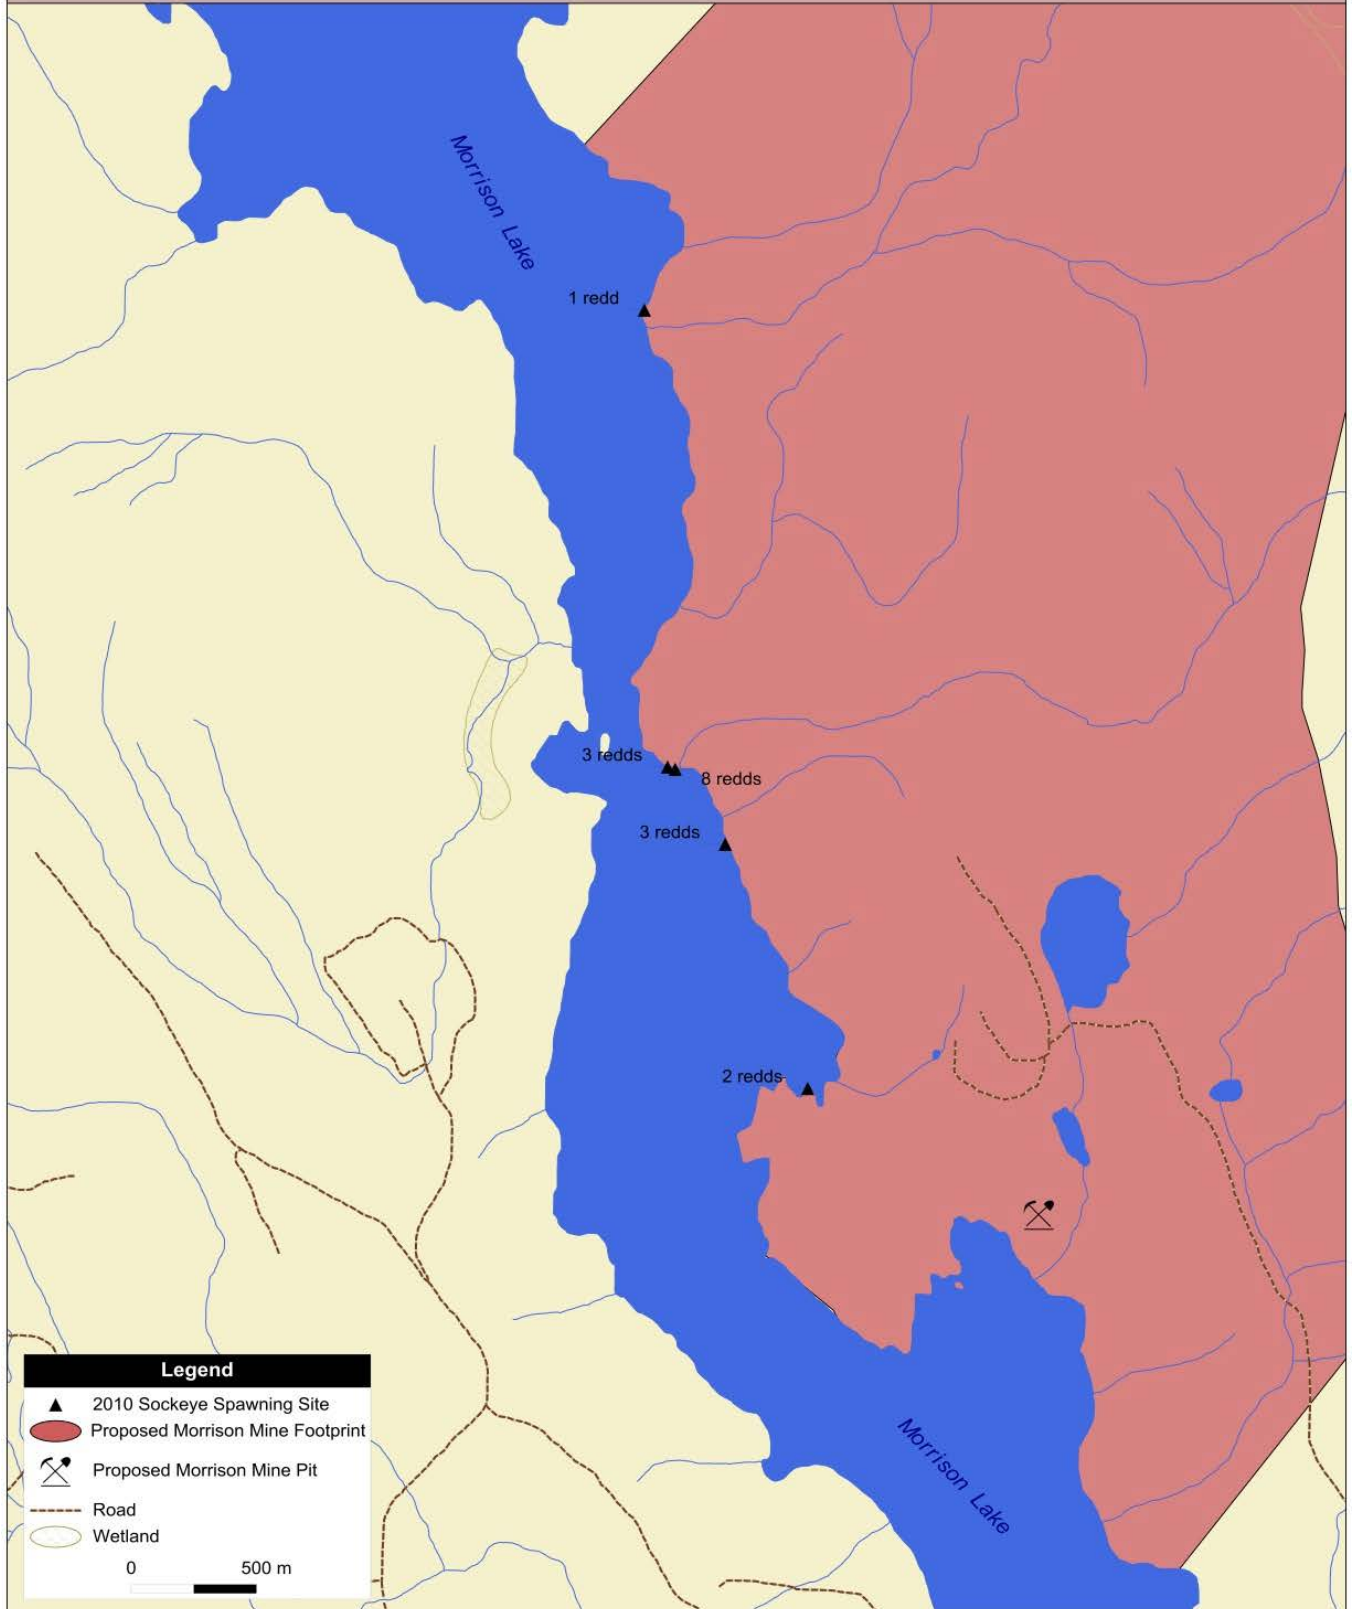 Morrison Lake
1 redd
3 redds
8 redds
3 redds
2 redds
Morrison Lake
Legend
2010 Sockeye Spawning Site
Proposed Morrison Mine Footprint
Proposed Morrison Mine Pit
Road
Wetland
0 500 m